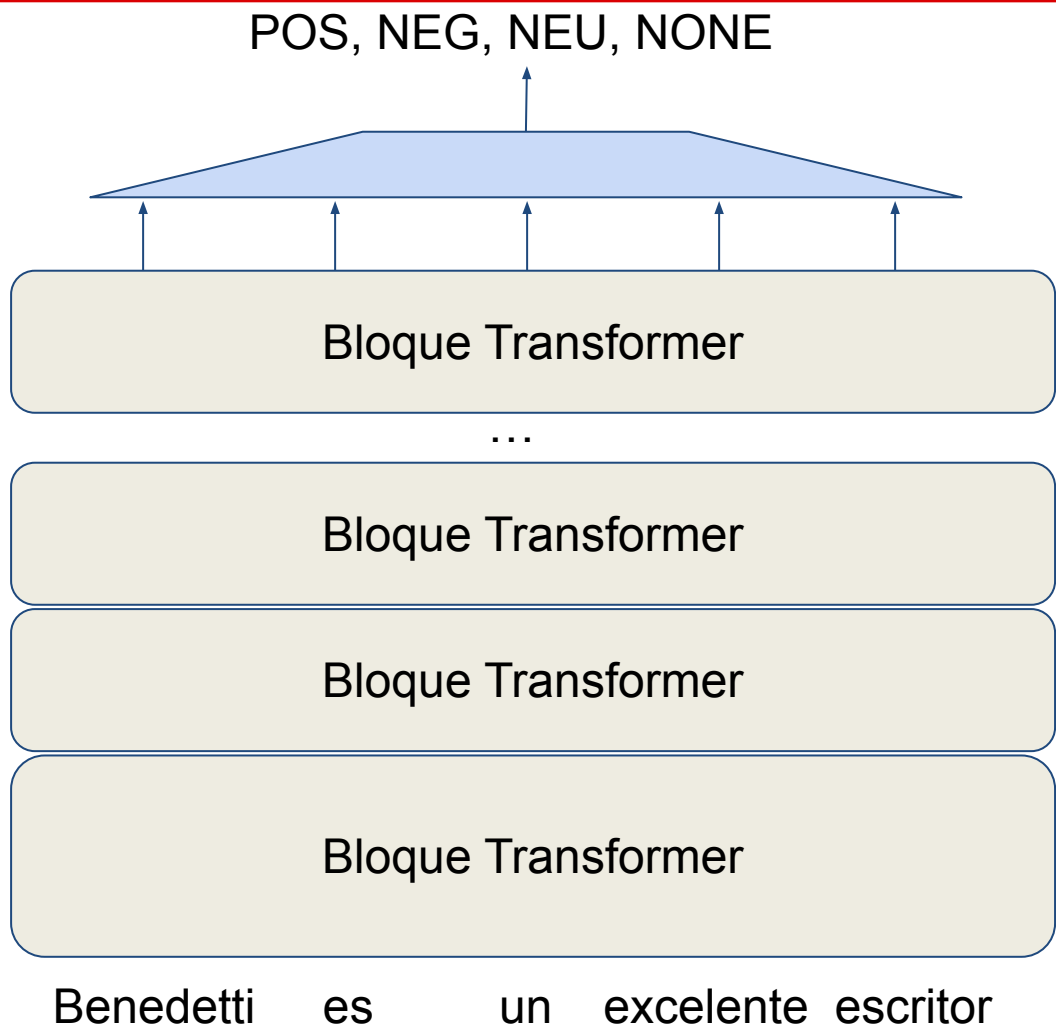 POS, NEG, NEU, NONE
Bloque Transformer
...
Bloque Transformer
Bloque Transformer
Bloque Transformer
Benedetti es un excelente escritor